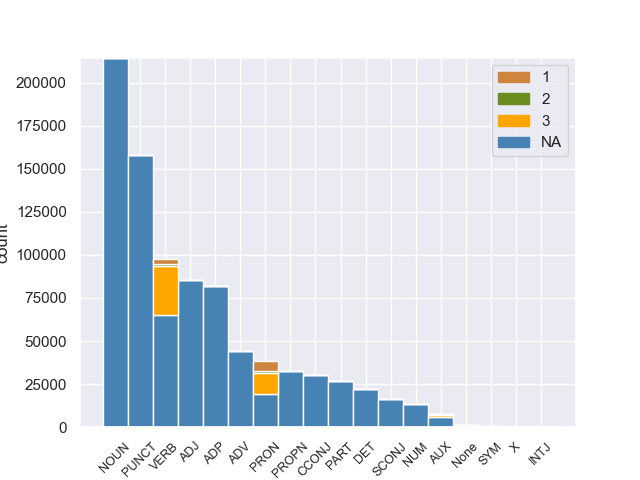 200000
175000
150000
125000
100000
75000
50000
25000
0
count
1
2
3
NA
NOUN
PUNCT
VERB
ADJ
ADP
ADV
PRON
PROPN
CCONJ
PART
DET
SCONJ
NUM
AUX
None
SYM
X
INTJ